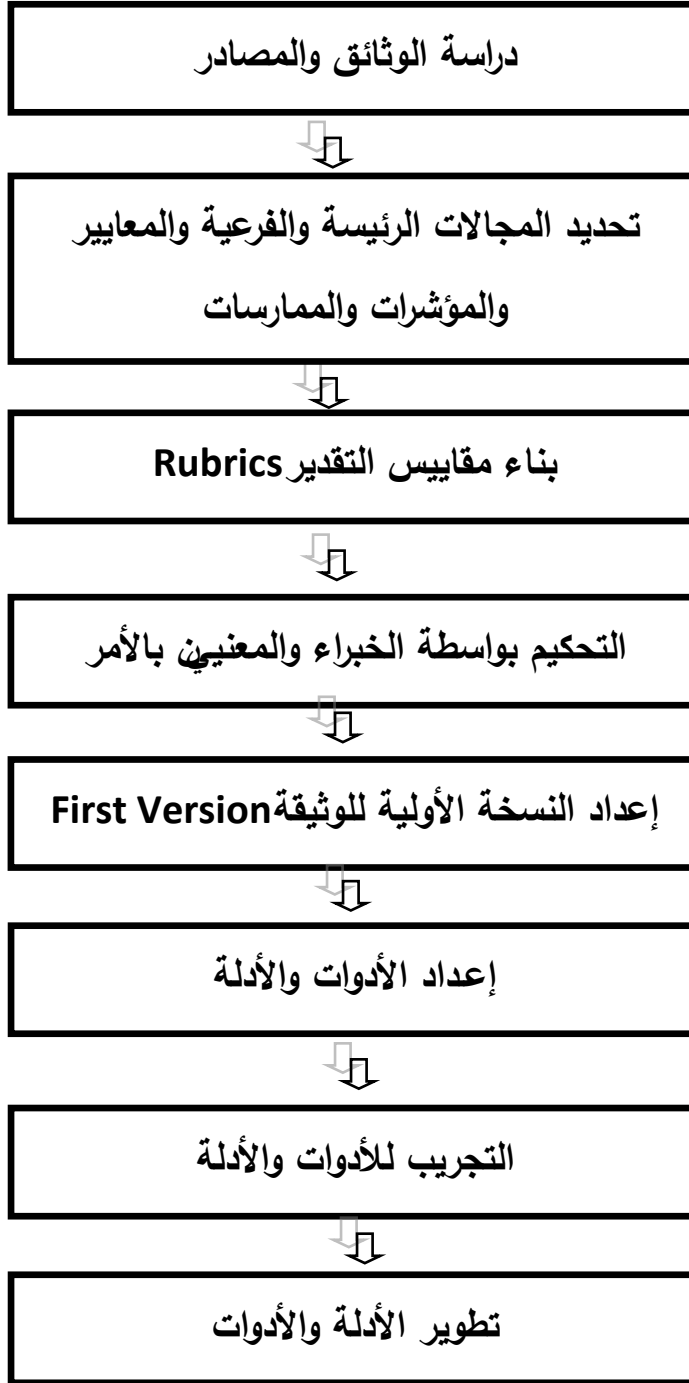 دراسة الوثائق والمصادر
تحديد المجالات الرئيسة والفرعية والمعايير
والمؤشرات والممارسات
بناء مقاييس التقدير Rubrics
التحكيم بواسطة الخبراء والمعنيين بالأمر
إعداد النسخة الأولية للوثيقة First Version
إعداد الأدوات والأدلة
التجريب للأدوات والأدلة
تطوير الأدلة والأدوات